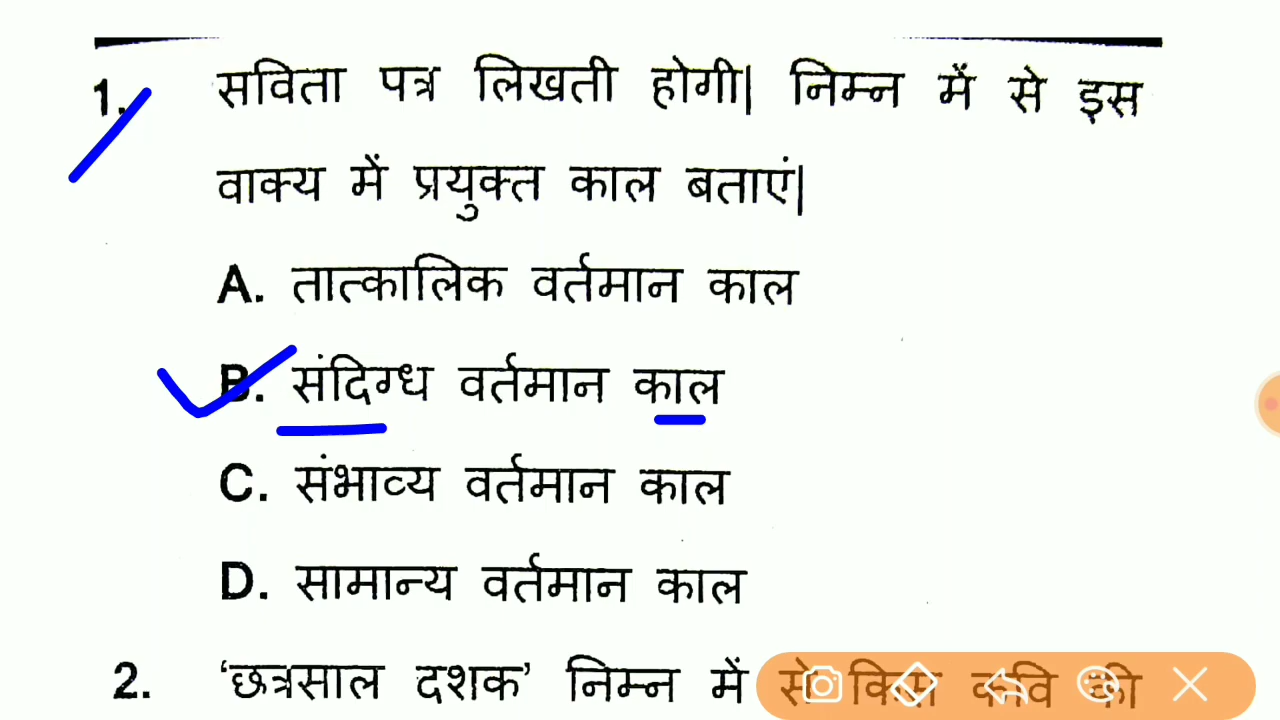 1. सविता पत्र लिखती होगी| निम्न में से इस
वाक्य में प्रयुक्त काल बताएं|
A. तात्कालिक वर्तमान काल
B. संदिग्ध वर्तमान काल
C. संभाव्य वर्तमान काल
D. सामान्य वर्तमान काल
2. ‘छत्रसाल दशक’ निम्न में से किस कवि की